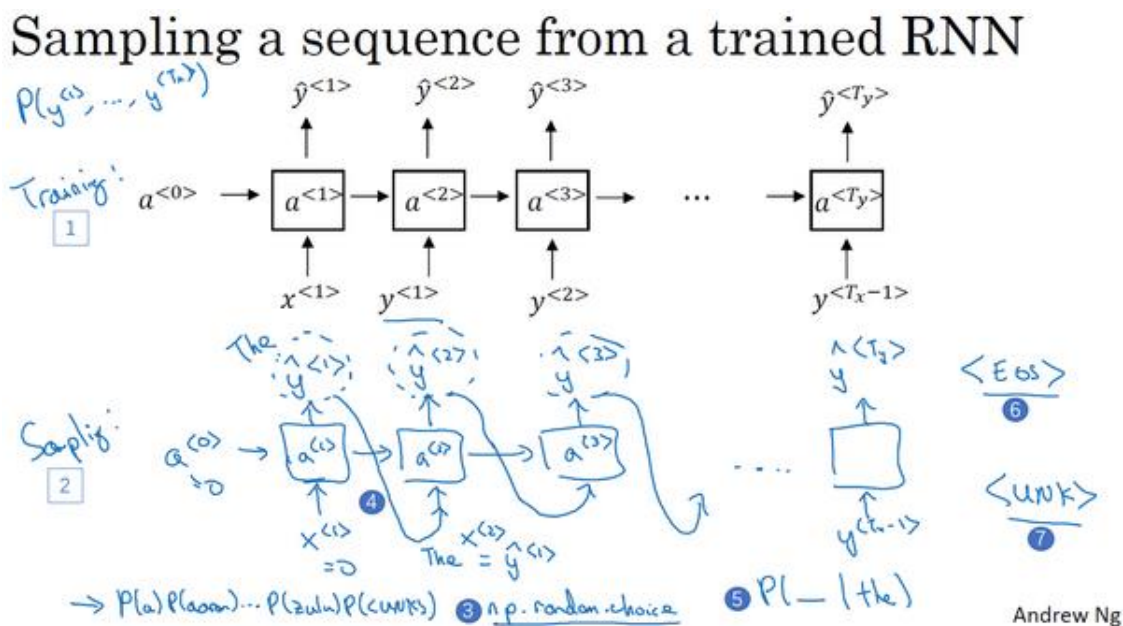 Sampling a sequence from a trained RNN
P(y^<1>, ..., y^<Tx>)
ŷ^<1> ŷ^<2> ŷ^<3> ŷ^<Ty>
Training:
1
a^<0> a^<1> a^<2> a^<3> ... a^<Ty>
x^<1> y^<1> y^<2> y^<Tx−1>
The ŷ^<1> ŷ^<2> ŷ^<3> ŷ^<Ty>
<EOS>
6
Sampling:
2
a^<0> =0 a^<1> a^<2> a^<3> ....
4
<UNK>
7
x^<1> =0 The x^<2> = ŷ^<1> y^<Tx-1>
→ P(a) P(aaron) ... P(zulu) P(<UNK>) 3 np.random.choice 5 P(_ | the)
Andrew Ng